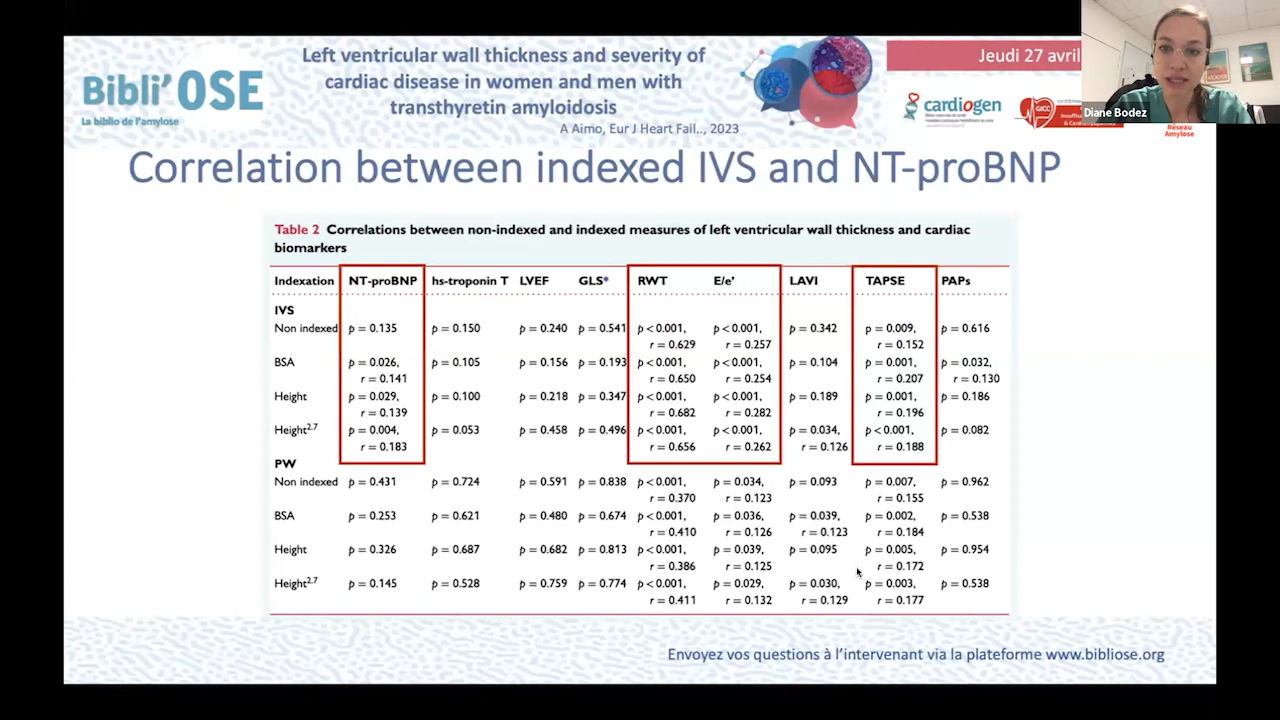 Bibli'OSE
La biblio de l'amylose
Left ventricular wall thickness and severity of
cardiac disease in women and men with
transthyretin amyloidosis
A Aimo, Eur J Heart Fail.., 2023
Jeudi 27 avril
cardiogen
GICC
Diane Bodez
Réseau
Amylose
Correlation between indexed IVS and NT-proBNP
Table 2 Correlations between non-indexed and indexed measures of left ventricular wall thickness and cardiac
biomarkers
Indexation NT-proBNP hs-troponin T LVEF GLS* RWT E/e' LAVI TAPSE PAPs
IVS
Non indexed p = 0.135 p = 0.150 p = 0.240 p = 0.541 p < 0.001, p < 0.001, p = 0.342 p = 0.009, p = 0.616
r = 0.629 r = 0.257 r = 0.152
BSA p = 0.026, p = 0.105 p = 0.156 p = 0.193 p < 0.001, p < 0.001, p = 0.104 p = 0.001, p = 0.032,
r = 0.141 r = 0.650 r = 0.254 r = 0.207 r = 0.130
Height p = 0.029, p = 0.100 p = 0.218 p = 0.347 p < 0.001, p < 0.001, p = 0.189 p = 0.001, p = 0.186
r = 0.139 r = 0.682 r = 0.282 r = 0.196
Height2.7 p = 0.004, p = 0.053 p = 0.458 p = 0.496 p < 0.001, p < 0.001, p = 0.034, p < 0.001, p = 0.082
r = 0.183 r = 0.656 r = 0.262 r = 0.126 r = 0.188
PW
Non indexed p = 0.431 p = 0.724 p = 0.591 p = 0.838 p < 0.001, p = 0.034, p = 0.093 p = 0.007, p = 0.962
r = 0.370 r = 0.123 r = 0.155
BSA p = 0.253 p = 0.621 p = 0.480 p = 0.674 p < 0.001, p = 0.036, p = 0.039, p = 0.002, p = 0.538
r = 0.410 r = 0.126 r = 0.123 r = 0.184
Height p = 0.326 p = 0.687 p = 0.682 p = 0.813 p < 0.001, p = 0.039, p = 0.095 p = 0.005, p = 0.954
r = 0.386 r = 0.125 r = 0.172
Height2.7 p = 0.145 p = 0.528 p = 0.759 p = 0.774 p < 0.001, p = 0.029, p = 0.030, p = 0.003, p = 0.538
r = 0.411 r = 0.132 r = 0.129 r = 0.177
Envoyez vos questions à l'intervenant via la plateforme www.bibliose.org